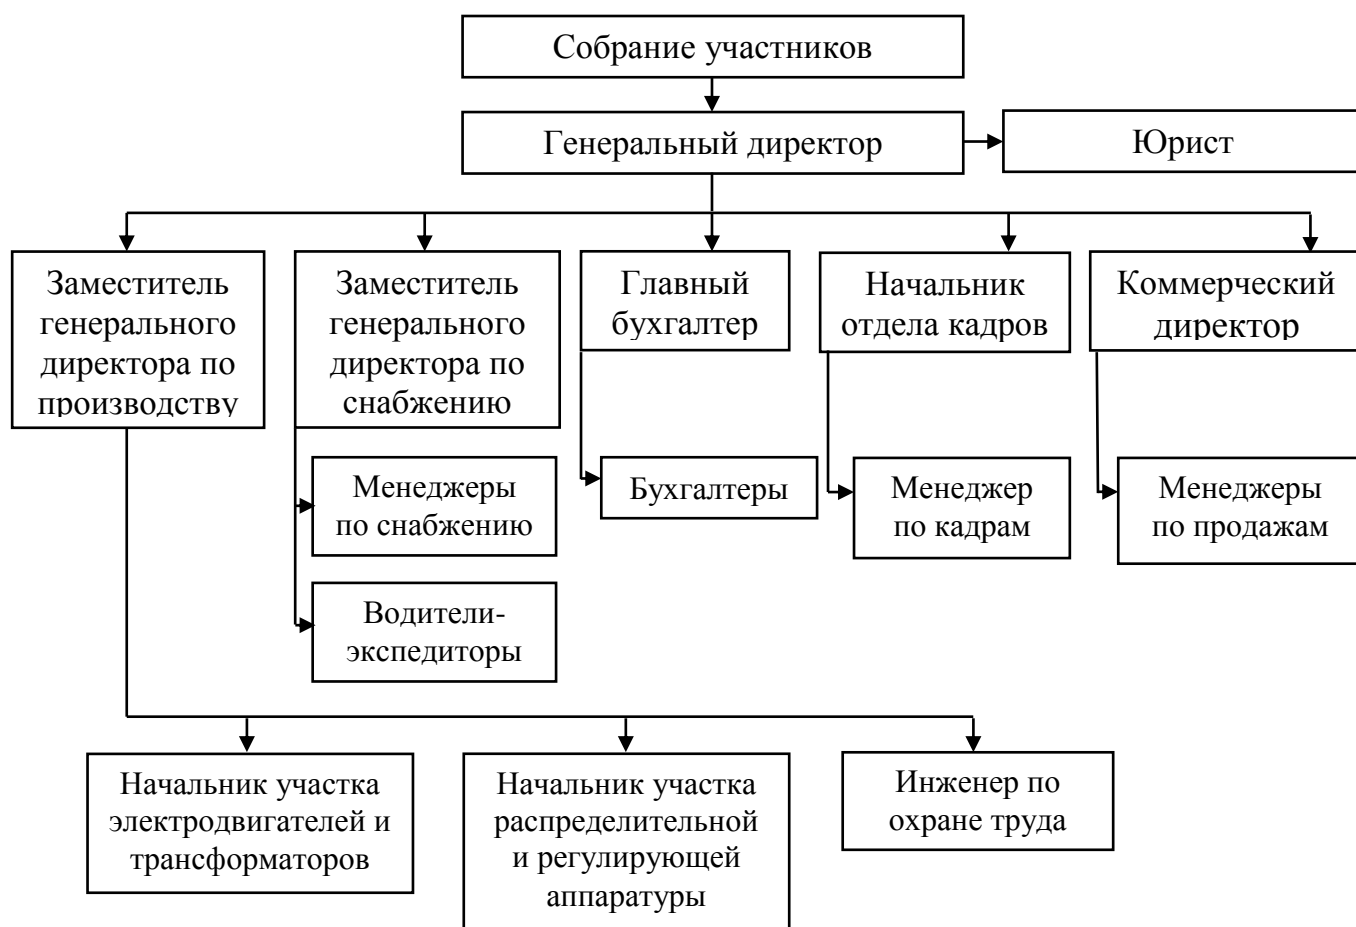 Собрание участников
Генеральный директор
Юрист
Заместитель
генерального
директора по
производству
Заместитель
генерального
директора по
снабжению
Главный
бухгалтер
Начальник
отдела кадров
Коммерческий
директор
Менеджеры
по снабжению
Бухгалтеры
Менеджер
по кадрам
Менеджеры
по продажам
Водители-
экспедиторы
Начальник участка
электродвигателей и
трансформаторов
Начальник участка
распределительной
и регулирующей
аппаратуры
Инженер по
охране труда